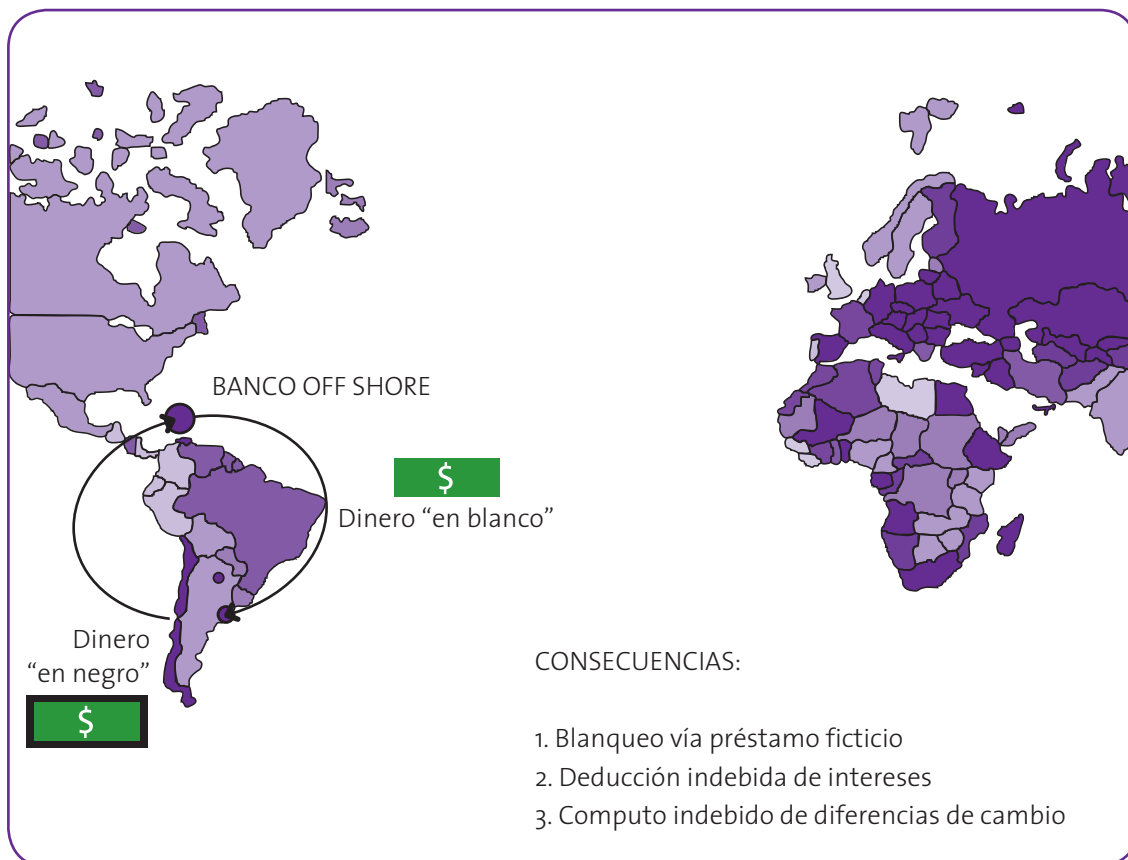 BANCO OFF SHORE
$
Dinero “en blanco”
Dinero
“en negro”
$
CONSECUENCIAS:
1. Blanqueo vía préstamo ficticio
2. Deducción indebida de intereses
3. Computo indebido de diferencias de cambio